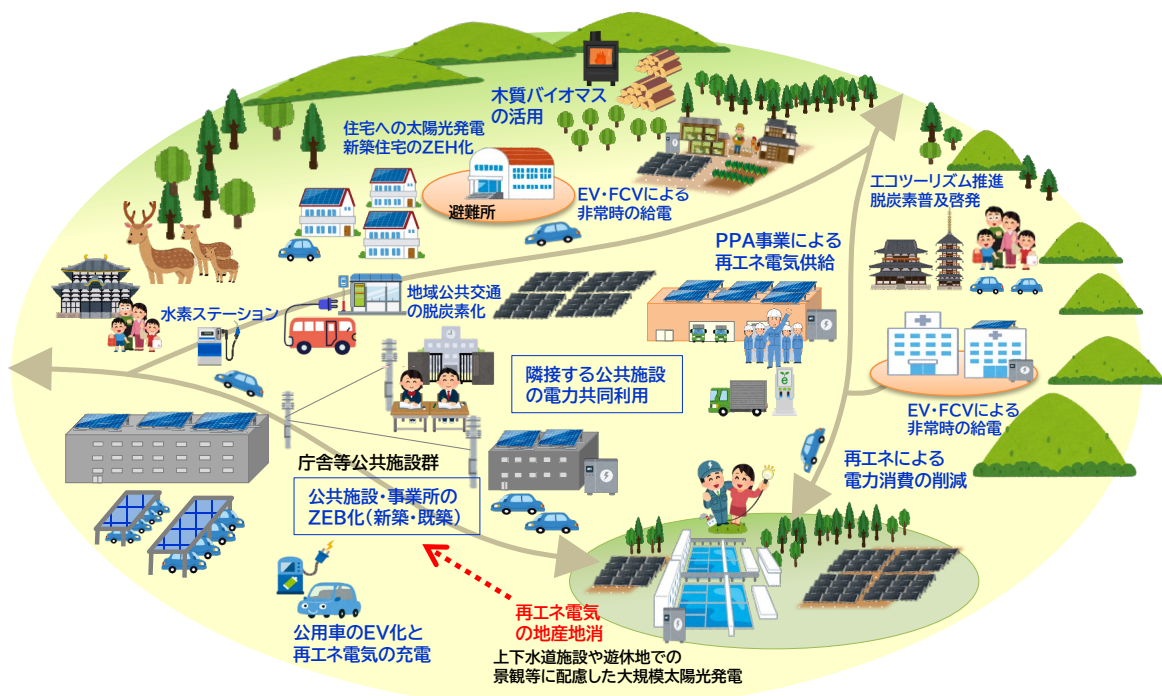 木質バイオマス
の活用
住宅への太陽光発電
新築住宅のZEH化
避難所
EV・FCVによる
非常時の給電
エコツーリズム推進
脱炭素普及啓発
PPA事業による
再エネ電気供給
水素ステーション
地域公共交通
の脱炭素化
隣接する公共施設
の電力共同利用
EV・FCVによる
非常時の給電
庁舎等公共施設群
公共施設・事業所の
ZEB化(新築・既築)
再エネによる
電力消費の削減
公用車のEV化と
再エネ電気の充電
再エネ電気
の地産地消
上下水道施設や遊休地での
景観等に配慮した大規模太陽光発電